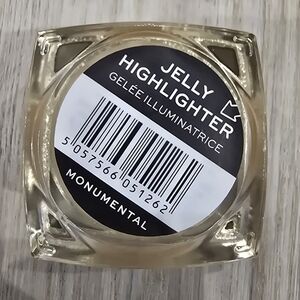 JELLY
HIGHLIGHTER
GELÉE ILLUMINATRICE
5 057566 051262
MONUMENTAL